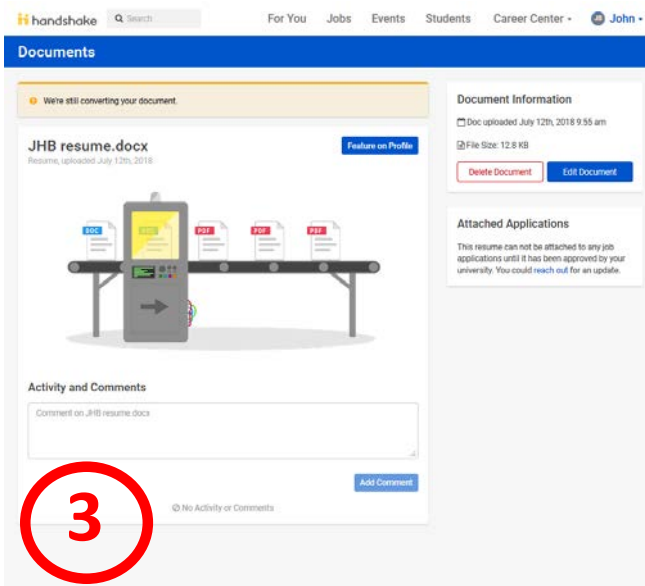 handshake
Search
For You Jobs Events Students Career Center JB John
Documents
We're still converting your document.
JHB resume.docx
Resume, uploaded July 12th, 2018
Feature on Profile
DOC DOC PDF PDF PDF
Activity and Comments
Comment on JHB resume.docx
Add Comment
No Activity or Comments
3
Document Information
Doc uploaded July 12th, 2018 9:55 am
File Size: 12.8 KB
Delete Document Edit Document
Attached Applications
This resume can not be attached to any job
applications until it has been approved by your
university. You could reach out for an update.